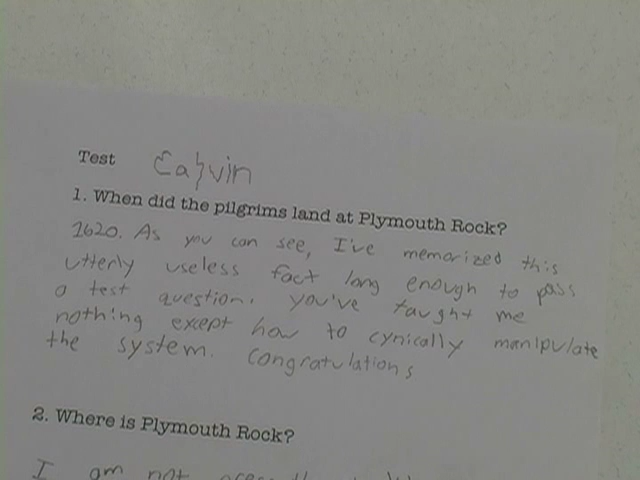 Test Calvin
1. When did the pilgrims land at Plymouth Rock?
1620. As you can see, I've memorized this
utterly useless fact long enough to pass
a test question. you've taught me
nothing except how to cynically manipulate
the system. congratulations
2. Where is Plymouth Rock?
I am not